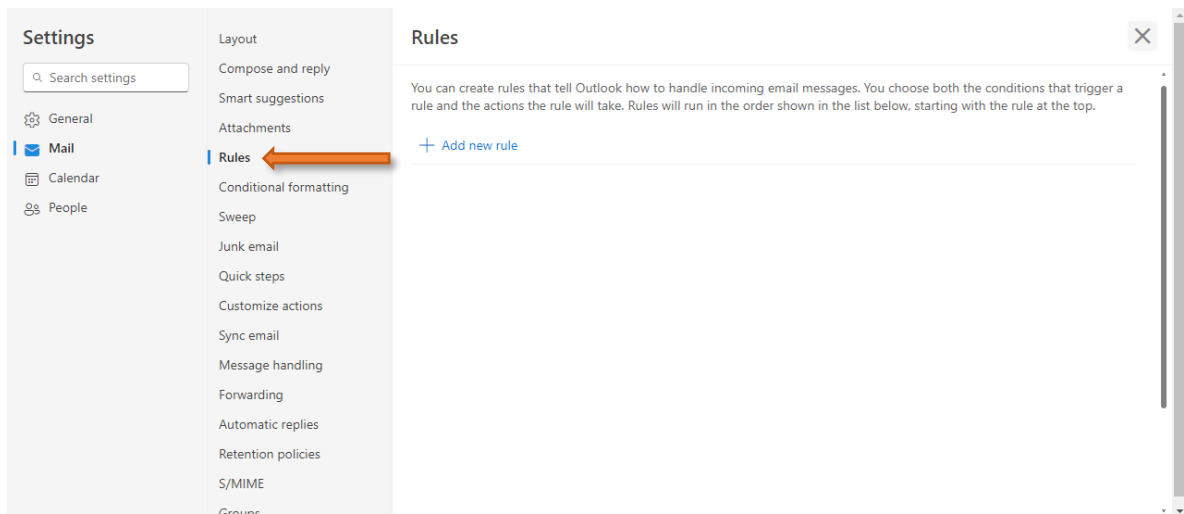 Settings
Search settings
General
Mail
Calendar
People
Layout
Compose and reply
Smart suggestions
Attachments
Rules
Conditional formatting
Sweep
Junk email
Quick steps
Customize actions
Sync email
Message handling
Forwarding
Automatic replies
Retention policies
S/MIME
Groups
Rules
You can create rules that tell Outlook how to handle incoming email messages. You choose both the conditions that trigger a
rule and the actions the rule will take. Rules will run in the order shown in the list below, starting with the rule at the top.
Add new rule